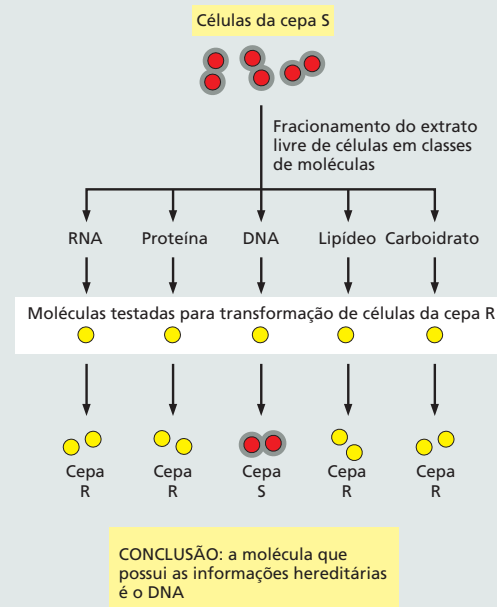 Células da cepa S
Fracionamento do extrato
livre de células em classes
de moléculas
RNA Proteína DNA Lipídeo Carboidrato
Moléculas testadas para transformação de células da cepa R
Cepa Cepa Cepa Cepa Cepa
R R S R R
CONCLUSÃO: a molécula que
possui as informações hereditárias
é o DNA